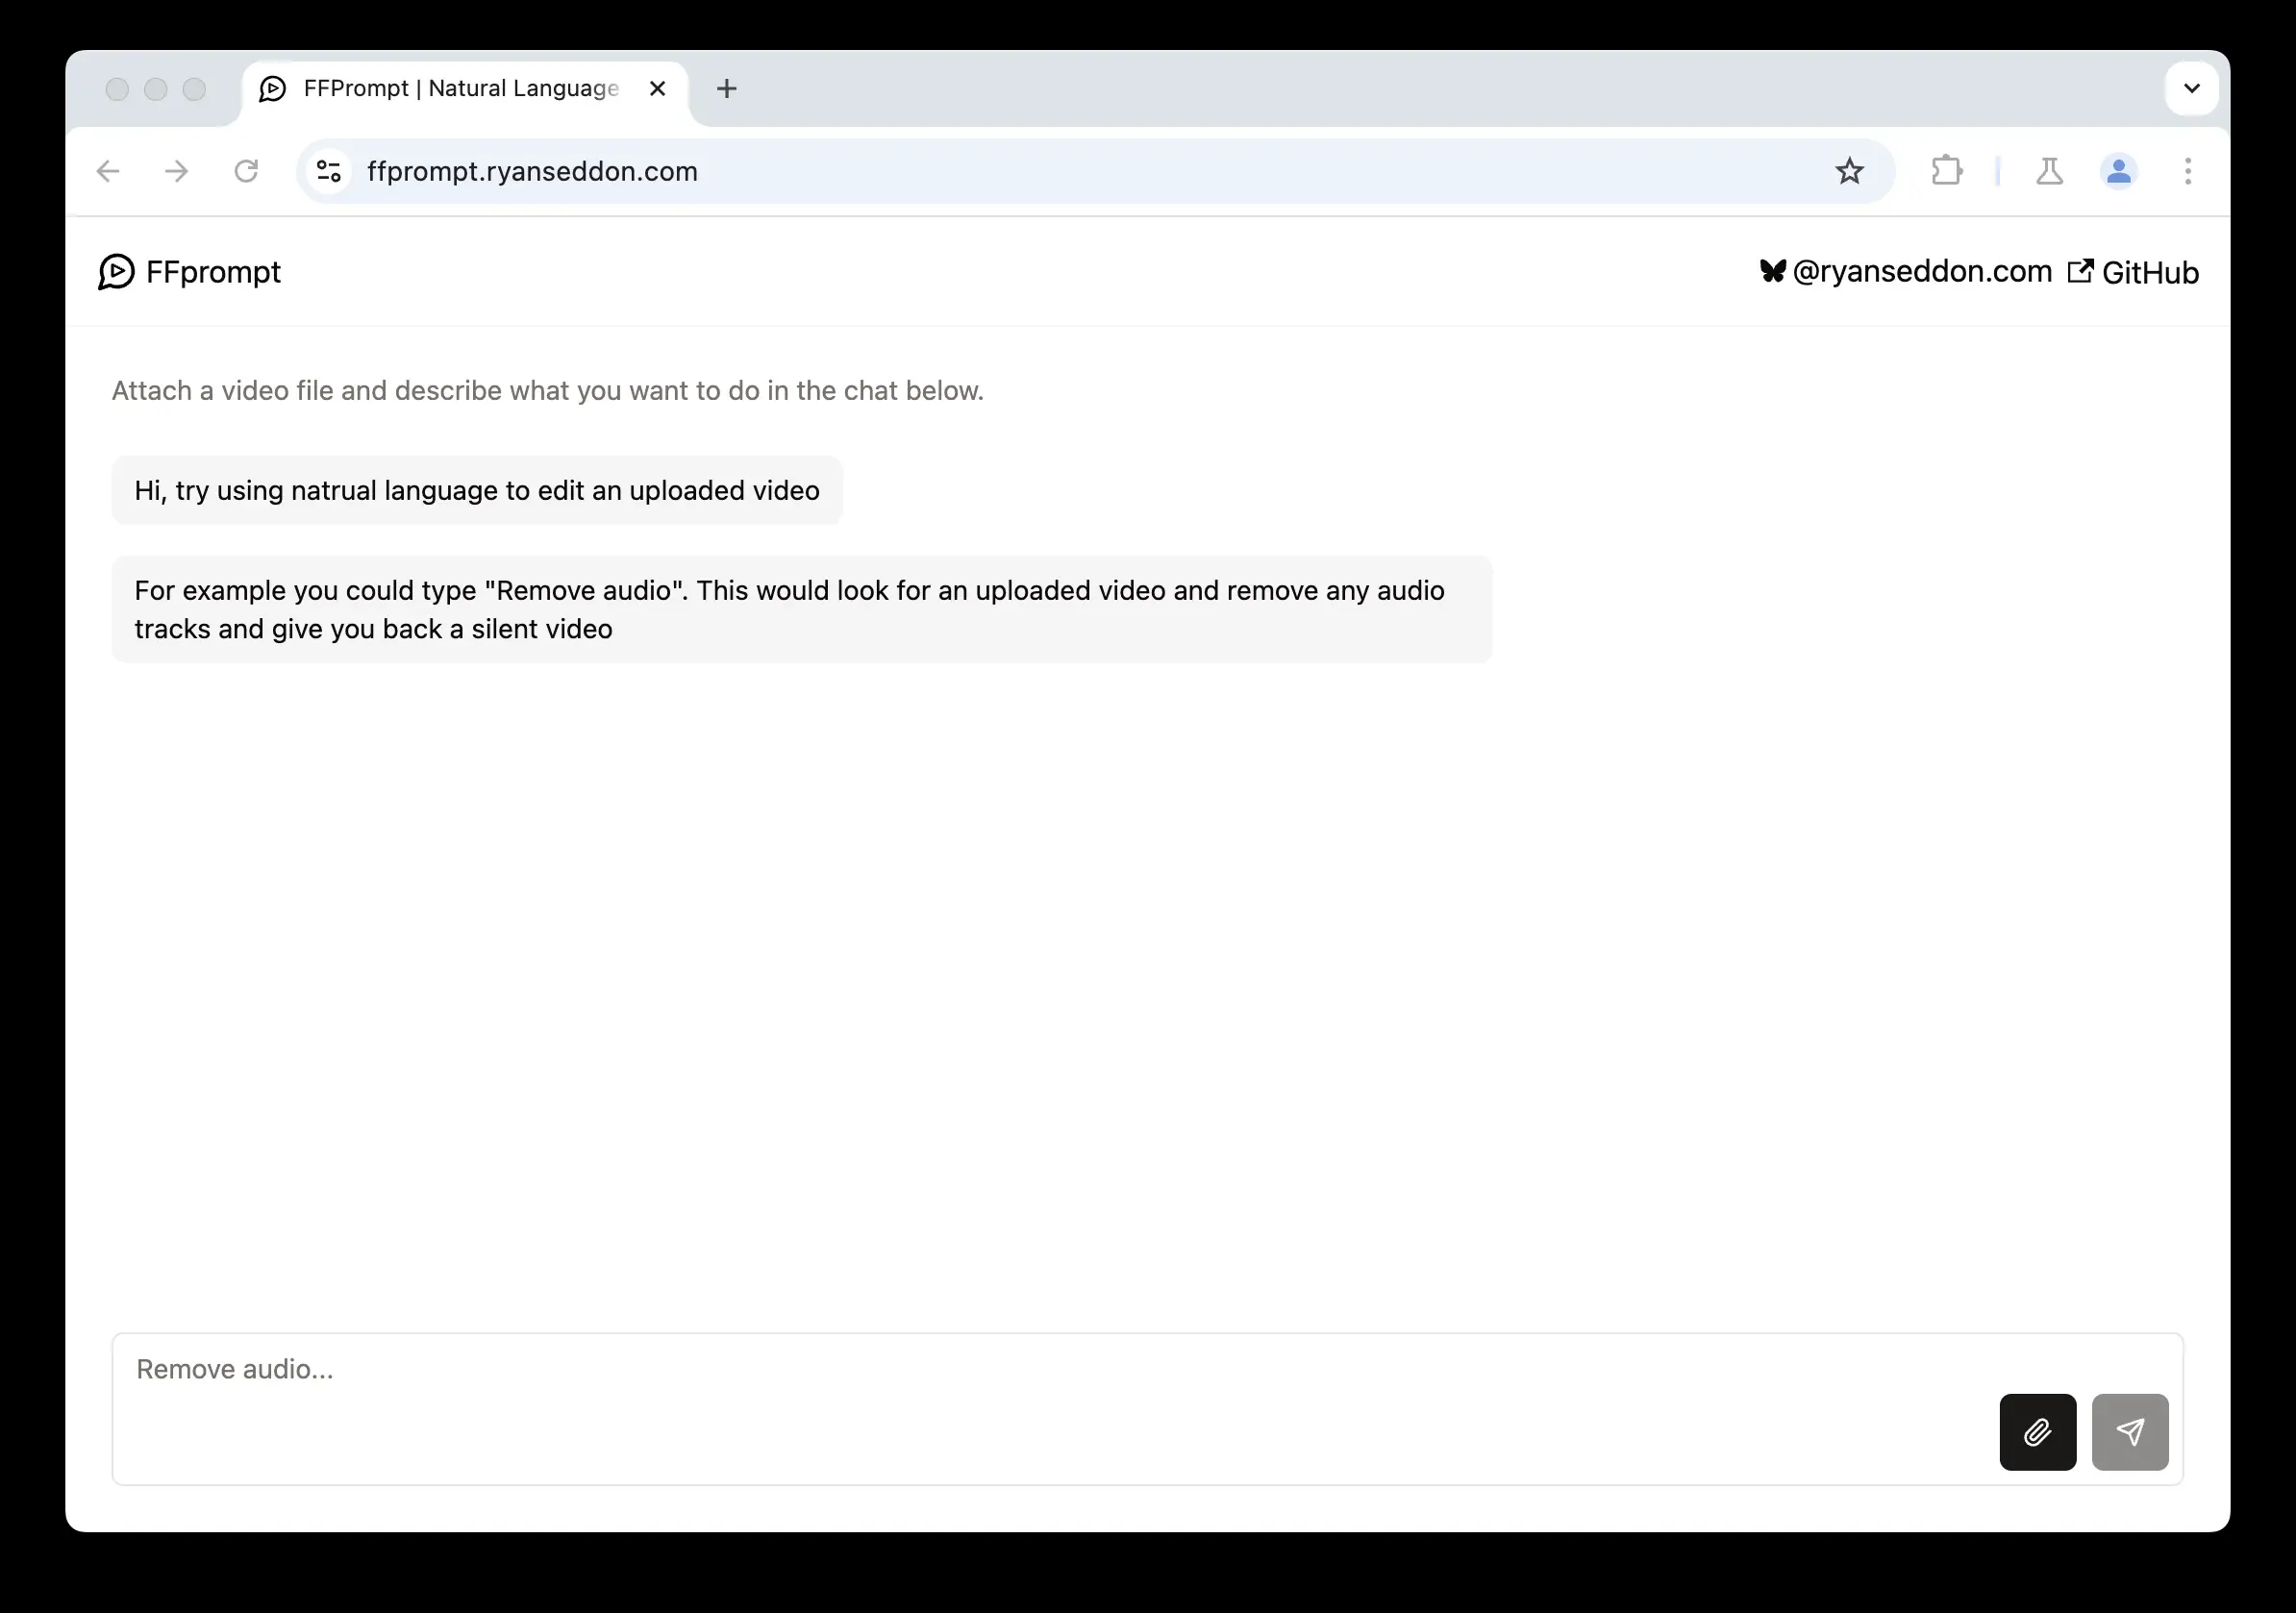 FFPrompt | Natural Language
ffprompt.ryanseddon.com
FFprompt
@ryanseddon.com
GitHub
Attach a video file and describe what you want to do in the chat below.
Hi, try using natrual language to edit an uploaded video
For example you could type "Remove audio". This would look for an uploaded video and remove any audio
tracks and give you back a silent video
Remove audio...